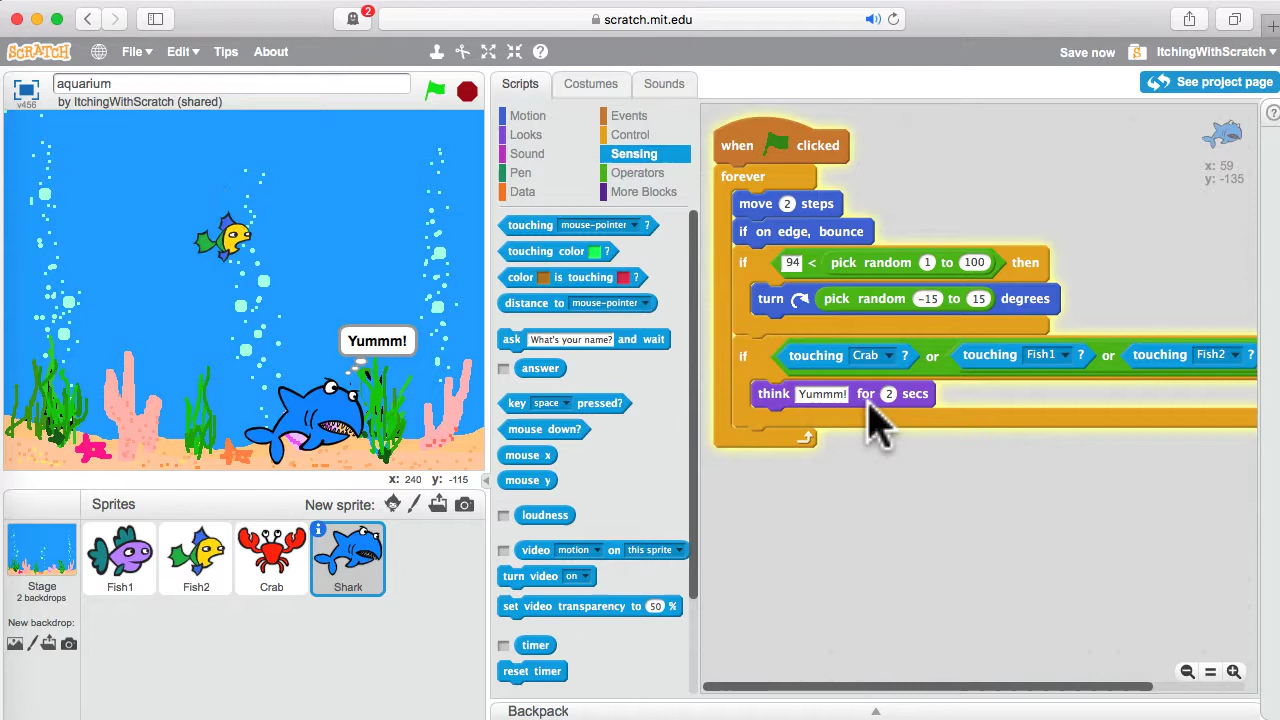 2
scratch.mit.edu
SCRATCH
File
Edit
Tips
About
Save now
ItchingWithScratch
aquarium
by ItchingWithScratch (shared)
v456
See project page
Scripts
Costumes
Sounds
Motion
Looks
Sound
Pen
Data
Events
Control
Sensing
Operators
More Blocks
touching mouse-pointer ?
touching color ?
color is touching ?
distance to mouse-pointer
ask What's your name? and wait
answer
key space pressed?
mouse down?
mouse x
mouse y
loudness
video motion on this sprite
turn video on
set video transparency to 50 %
timer
reset timer
when clicked
forever
move 2 steps
if on edge, bounce
if 94 < pick random 1 to 100 then
turn pick random -15 to 15 degrees
if touching Crab ? or touching Fish1 ? or touching Fish2 ?
think Yummm! for 2 secs
x: 59
y: -135
Yummm!
x: 240 y: -115
Sprites
New sprite:
Stage
2 backdrops
New backdrop:
Fish1
Fish2
Crab
Shark
i
Backpack
?